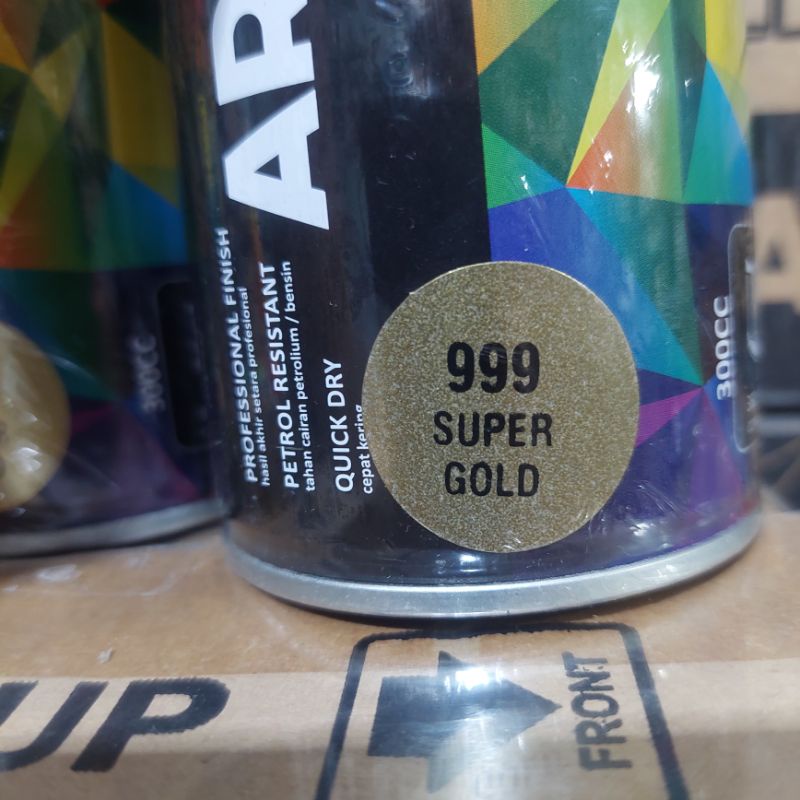 AR
PROFESSIONAL FINISH
hasil akhir setara profesional
PETROL RESISTANT
tahan cairan petrolium / bensin
QUICK DRY
cepat kering
999
SUPER
GOLD
300CC
300CC
UP
FRONT